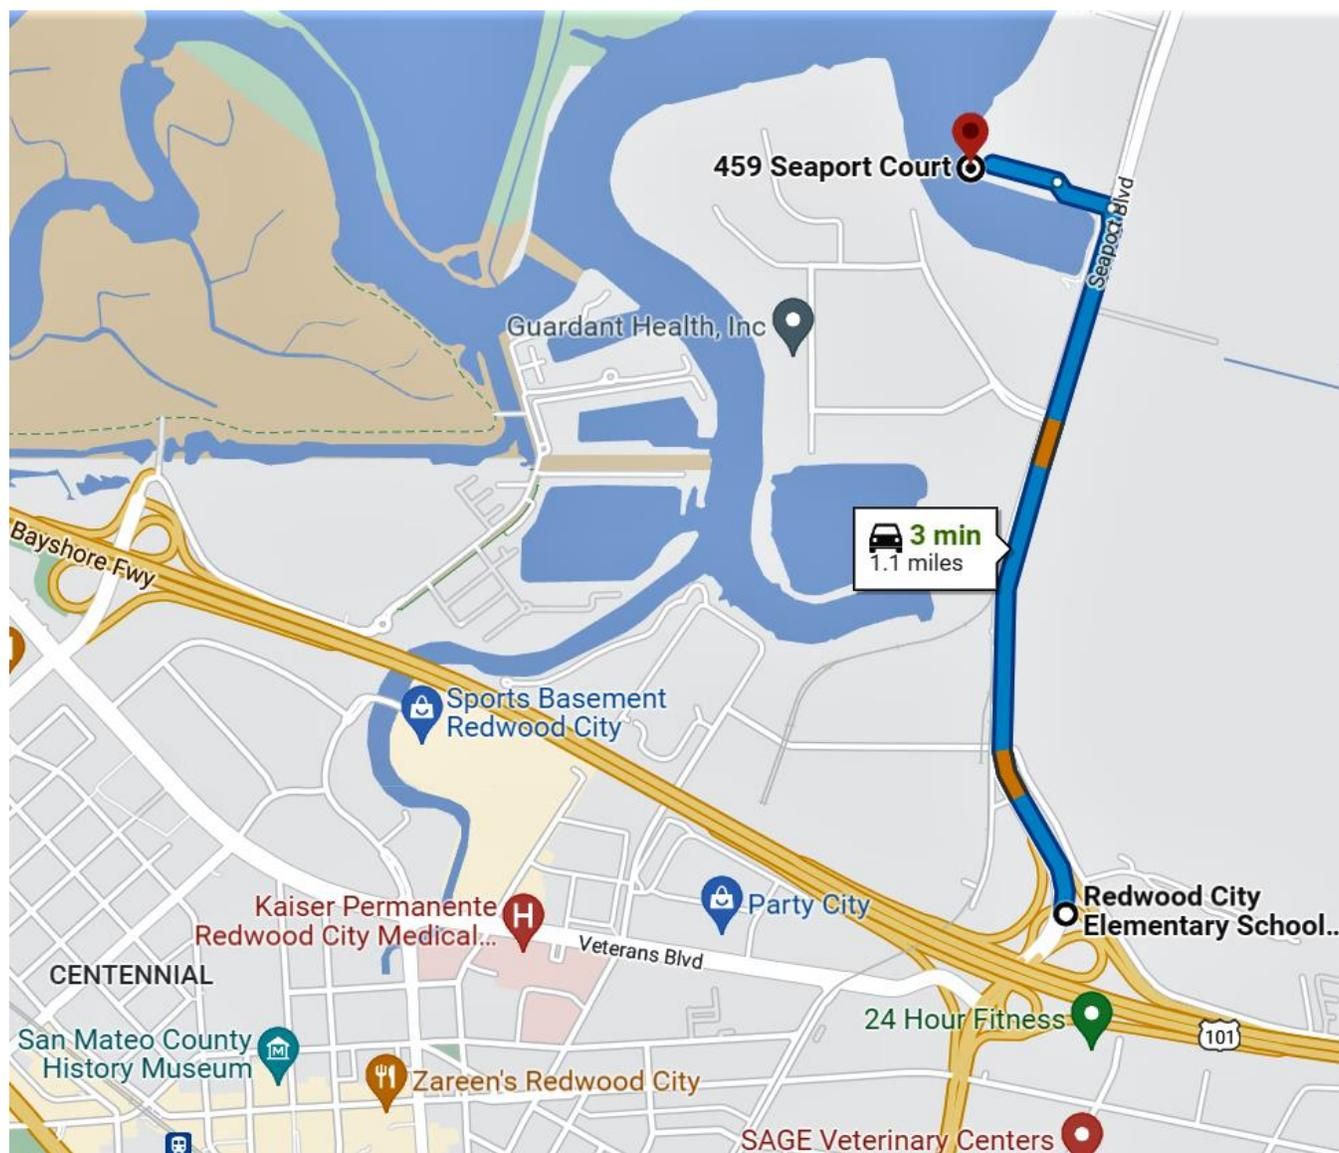 459 Seaport Court
Seaport Blvd
Guardant Health, Inc
3 min
1.1 miles
Bayshore Fwy
Sports Basement
Redwood City
Redwood City
Elementary School...
Kaiser Permanente
Redwood City Medical...
H
Party City
Veterans Blvd
CENTENNIAL
24 Hour Fitness
101
San Mateo County
History Museum
M
Zareen's Redwood City
SAGE Veterinary Centers